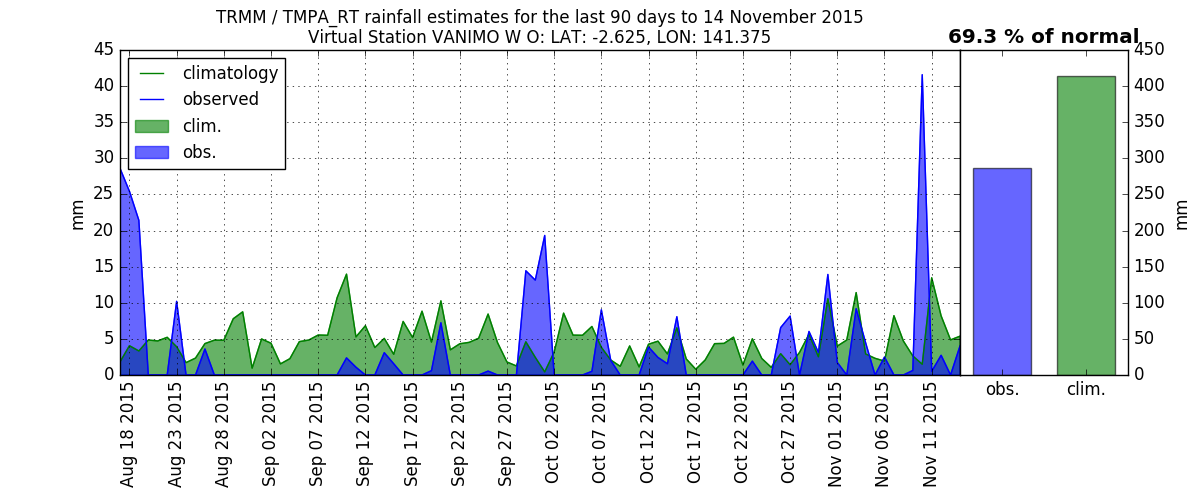 TRMM / TMPA_RT rainfall estimates for the last 90 days to 14 November 2015
Virtual Station VANIMO W O: LAT: -2.625, LON: 141.375
69.3 % of normal
climatology
observed
clim.
obs.
45
40
35
30
25
20
15
10
5
0
mm
450
400
350
300
250
200
150
100
50
0
mm
Aug 18 2015
Aug 23 2015
Aug 28 2015
Sep 02 2015
Sep 07 2015
Sep 12 2015
Sep 17 2015
Sep 22 2015
Sep 27 2015
Oct 02 2015
Oct 07 2015
Oct 12 2015
Oct 17 2015
Oct 22 2015
Oct 27 2015
Nov 01 2015
Nov 06 2015
Nov 11 2015
obs.
clim.